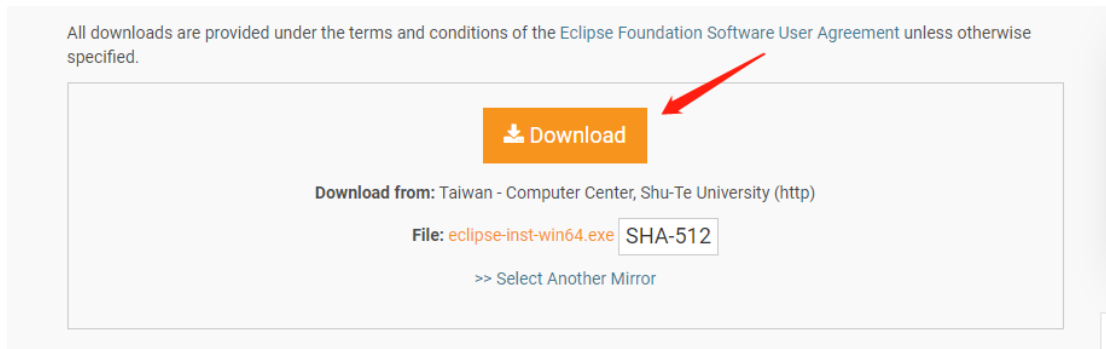 All downloads are provided under the terms and conditions of the Eclipse Foundation Software User Agreement unless otherwise
specified.
Download
Download from: Taiwan - Computer Center, Shu-Te University (http)
File: eclipse-inst-win64.exe SHA-512
>> Select Another Mirror